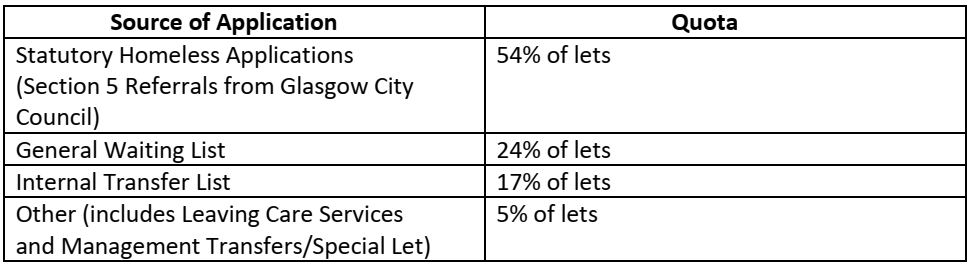 Source of Application Quota
Statutory Homeless Applications 54% of lets
(Section 5 Referrals from Glasgow City
Council)
General Waiting List 24% of lets
Internal Transfer List 17% of lets
Other (includes Leaving Care Services 5% of lets
and Management Transfers/Special Let)